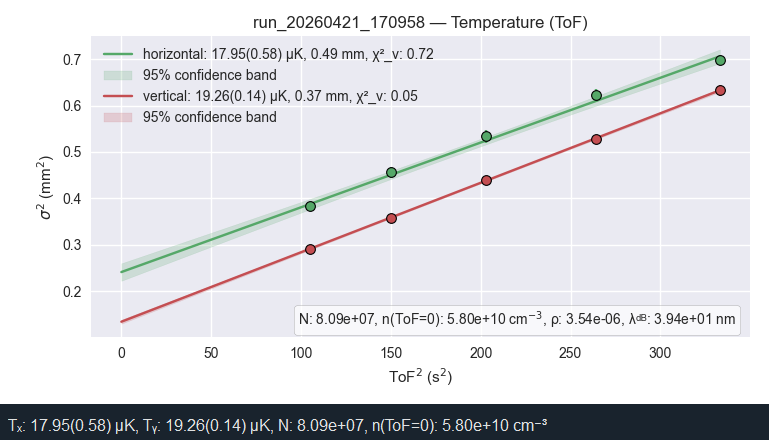 run_20260421_170958 — Temperature (ToF)
horizontal: 17.95(0.58) μK, 0.49 mm, χ²_ν: 0.72
95% confidence band
vertical: 19.26(0.14) μK, 0.37 mm, χ²_ν: 0.05
95% confidence band
0.7
0.6
0.5
0.4
0.3
0.2
σ² (mm²)
N: 8.09e+07, n(ToF=0): 5.80e+10 cm⁻³, ρ: 3.54e-06, λᵈᴮ: 3.94e+01 nm
0 50 100 150 200 250 300
ToF² (s²)
Tₓ: 17.95(0.58) μK, Tᵧ: 19.26(0.14) μK, N: 8.09e+07, n(ToF=0): 5.80e+10 cm⁻³